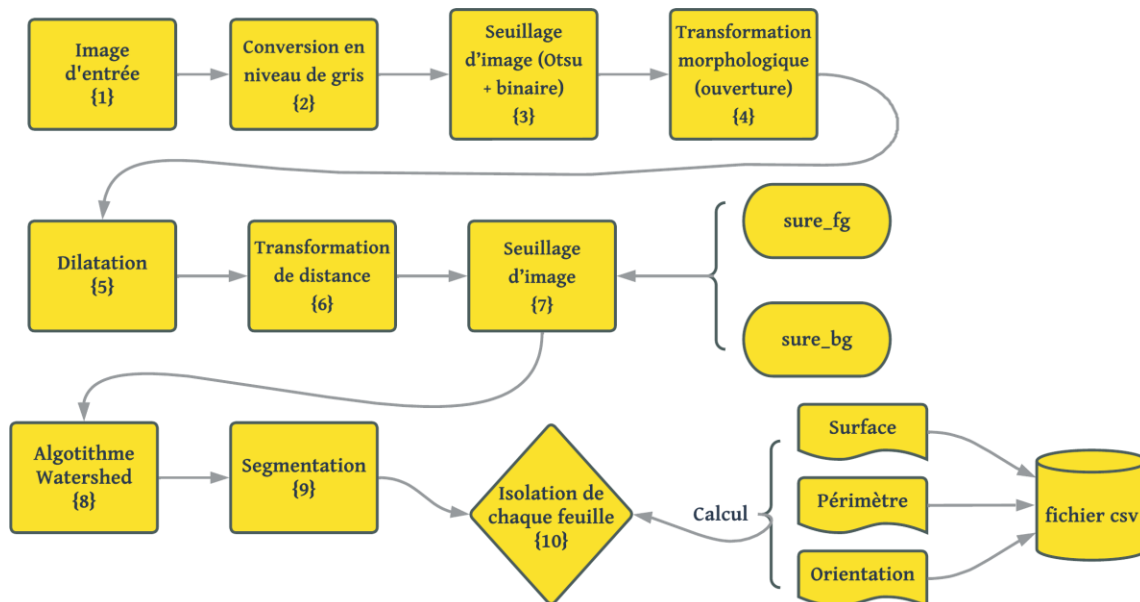 Image
d'entrée
{1}
Conversion en
niveau de gris
{2}
Seuillage
d'image (Otsu
+ binaire)
{3}
Transformation
morphologique
(ouverture)
{4}
Dilatation
{5}
Transformation
de distance
{6}
Seuillage
d'image
{7}
sure_fg
sure_bg
Algotithme
Watershed
{8}
Segmentation
{9}
Isolation de
chaque feuille
{10}
Calcul
Surface
Périmètre
Orientation
fichier csv